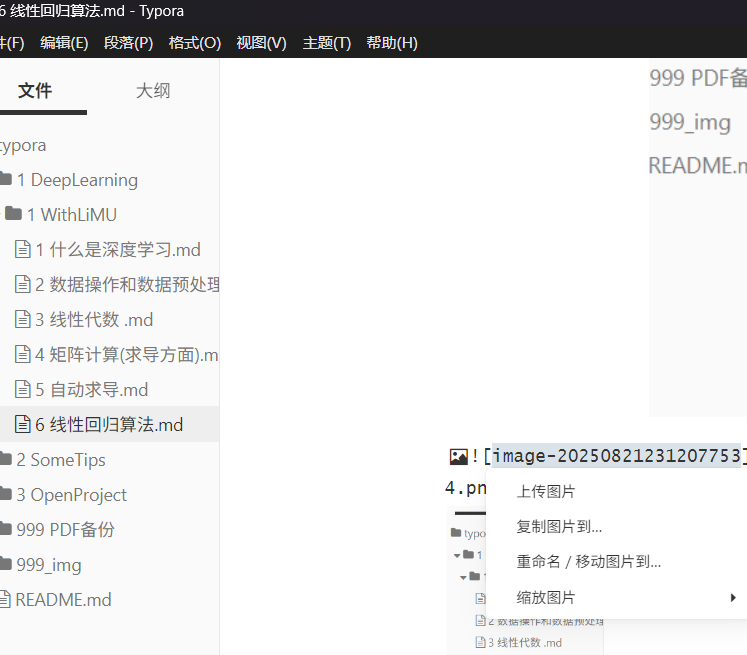 6 线性回归算法.md - Typora
件(F) 编辑(E) 段落(P) 格式(O) 视图(V) 主题(T) 帮助(H)
文件 大纲
typora
1 DeepLearning
1 WithLiMU
1 什么是深度学习.md
2 数据操作和数据预处理
3 线性代数 .md
4 矩阵计算(求导方面).m
5 自动求导.md
6 线性回归算法.md
2 SomeTips
3 OpenProject
999 PDF备份
999_img
README.md
999 PDF备
999_img
README.m
![image-20250821231207753]
4.pn
上传图片
复制图片到...
重命名 / 移动图片到...
缩放图片
typo
1
1
2 数据操作和数据预处理
3 线性代数 .md